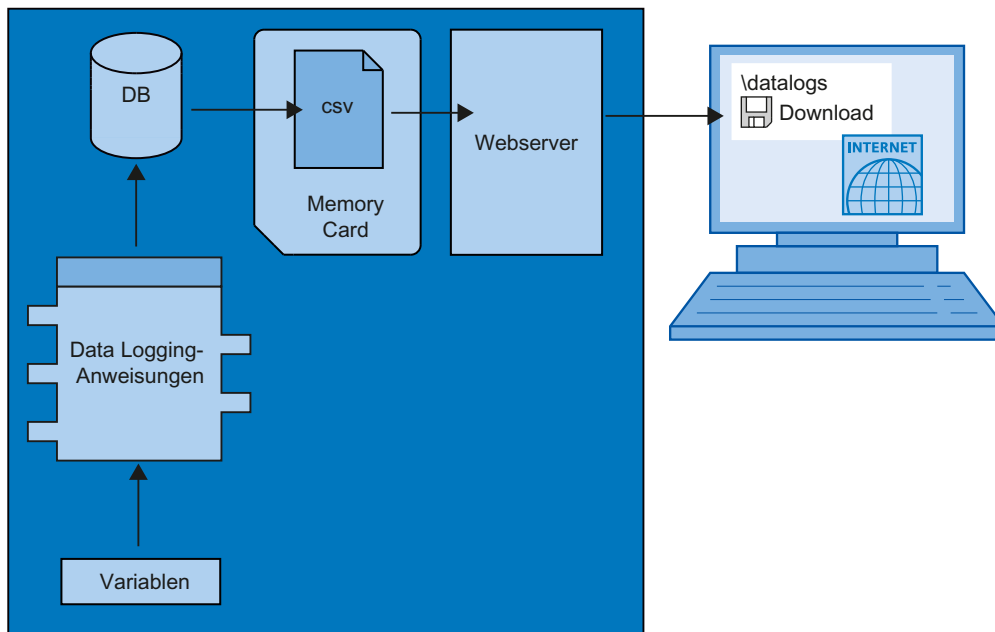 DB
csv
Memory
Card
Webserver
\datalogs
Download
INTERNET
Data Logging-
Anweisungen
Variablen